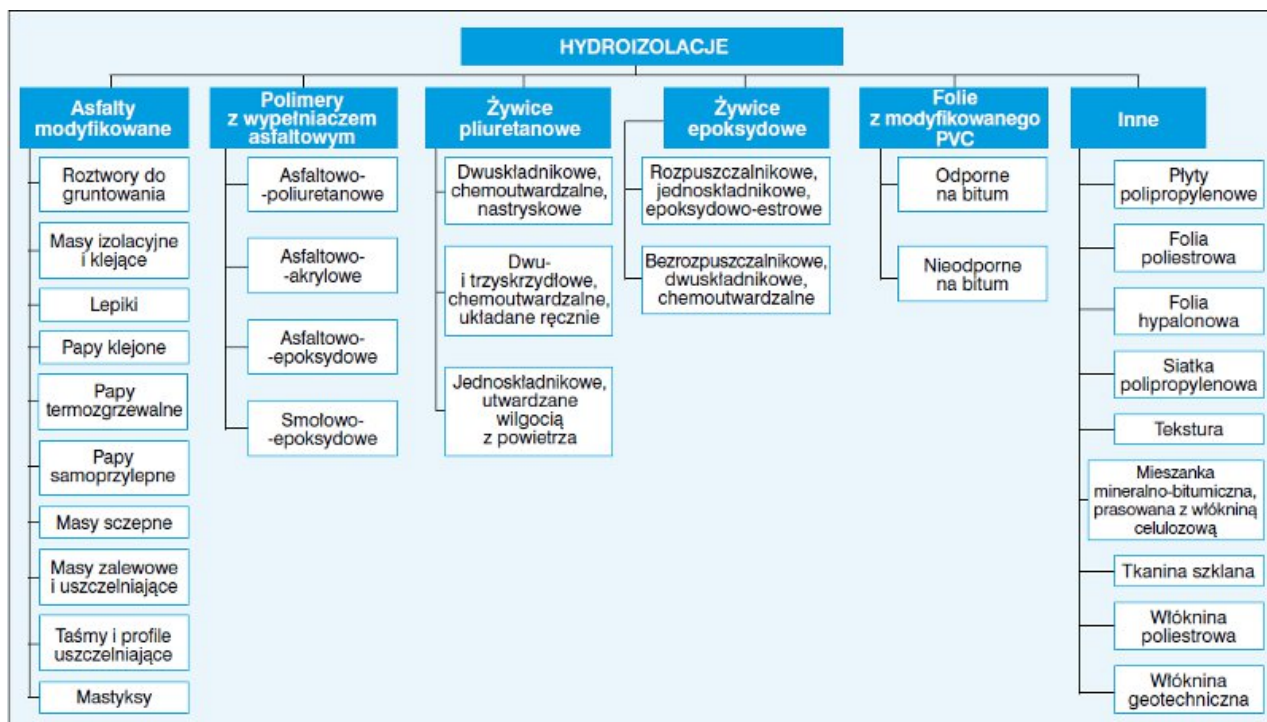 HYDROIZOLACJE
Asfalty
modyfikowane
Roztwory do
gruntowania
Masy izolacyjne
i klejące
Lepiki
Papy klejone
Papy
termozgrzewalne
Papy
samoprzylepne
Masy sczepne
Masy zalewowe
i uszczelniające
Taśmy i profile
uszczelniające
Mastyksy
Polimery
z wypełniaczem
asfaltowym
Asfaltowo-
-poliuretanowe
Asfaltowo-
-akrylowe
Asfaltowo-
-epoksydowe
Smołowo-
-epoksydowe
Żywice
pliuretanowe
Dwuskładnikowe,
chemoutwardzalne,
nastryskowe
Dwu-
i trzyskrzydłowe,
chemoutwardzalne,
układane ręcznie
Jednoskładnikowe,
utwardzane
wilgocią
z powietrza
Żywice
epoksydowe
Rozpuszczalnikowe,
jednoskładnikowe,
epoksydowo-estrowe
Bezrozpuszczalnikowe,
dwuskładnikowe,
chemoutwardzalne
Folie
z modyfikowanego
PVC
Odporne
na bitum
Nieodporne
na bitum
Inne
Płyty
polipropylenowe
Folia
poliestrowa
Folia
hypalonowa
Siatka
polipropylenowa
Tekstura
Mieszanka
mineralno-bitumiczna,
prasowana z włókniną
celulozową
Tkanina szklana
Włóknina
poliestrowa
Włóknina
geotechniczna